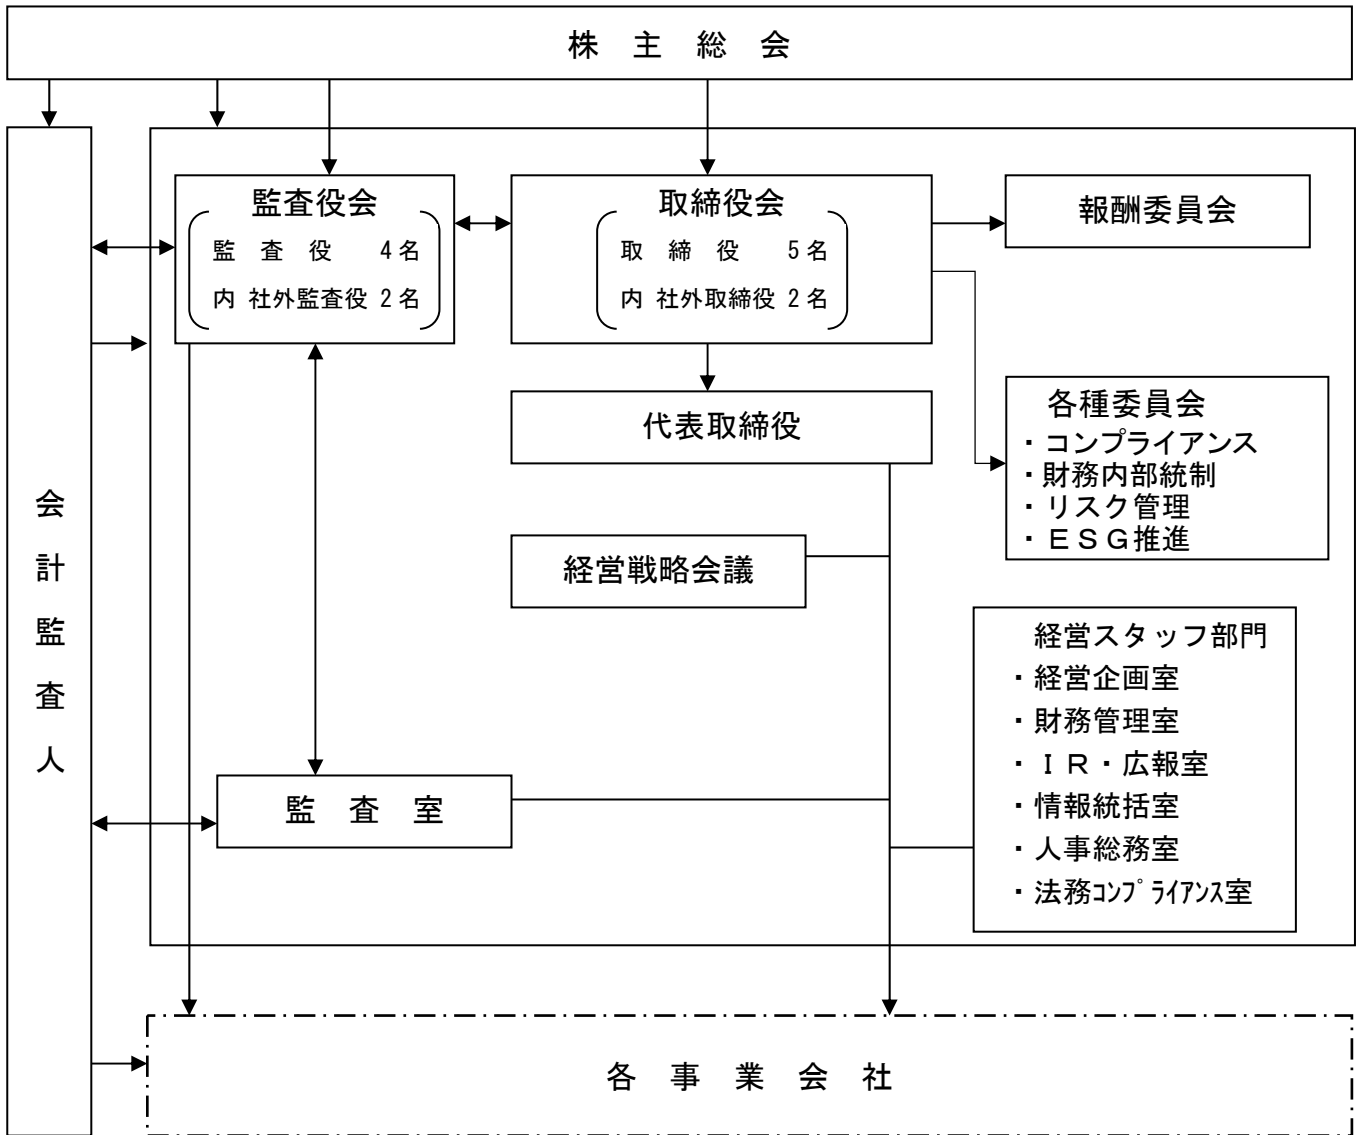 株 主 総 会
監査役会
監 査 役 4名
内 社外監査役 2名
取締役会
取 締 役 5名
内 社外取締役 2名
報酬委員会
代表取締役
各種委員会
・コンプライアンス
・財務内部統制
・リスク管理
・ESG推進
会計監査人
経営戦略会議
経営スタッフ部門
・経営企画室
・財務管理室
・IR・広報室
・情報統括室
・人事総務室
・法務ｺﾝﾌﾟﾗｲｱﾝｽ室
監 査 室
各 事 業 会 社